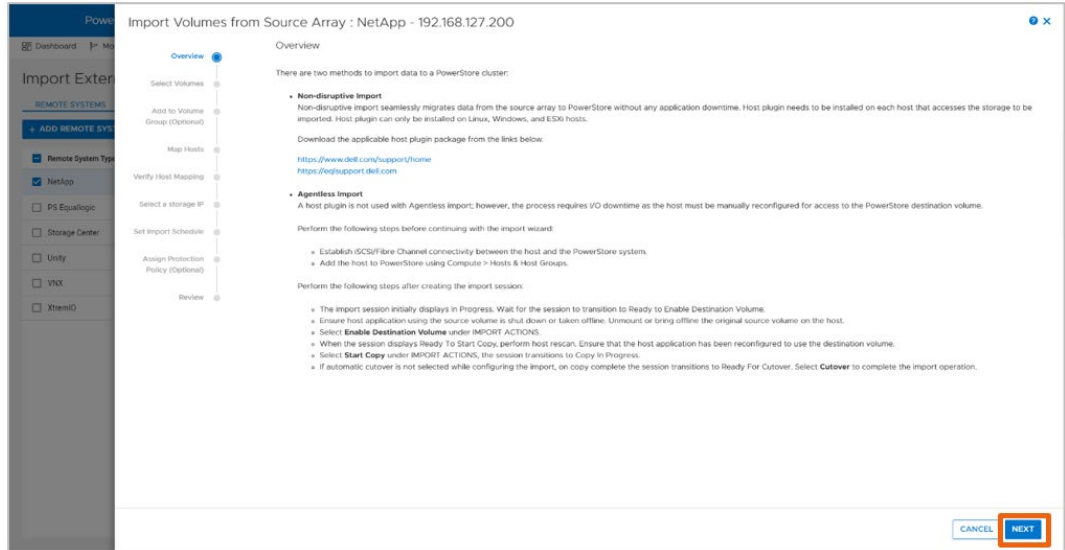 Import Volumes from Source Array : NetApp - 192.168.127.200
Powe
Dashboard
Mo
Import Exter
REMOTE SYSTEMS
+ ADD REMOTE SYST
Remote System Type
NetApp
PS Equallogic
Storage Center
Unity
VNX
XtremIO
Overview
Select Volumes
Add to Volume
Group (Optional)
Map Hosts
Verify Host Mapping
Select a storage IP
Set Import Schedule
Assign Protection
Policy (Optional)
Review
Overview
There are two methods to import data to a PowerStore cluster:
• Non-disruptive Import
Non-disruptive import seamlessly migrates data from the source array to PowerStore without any application downtime. Host plugin needs to be installed on each host that accesses the storage to be
imported. Host plugin can only be installed on Linux, Windows, and ESXi hosts.
Download the applicable host plugin package from the links below.
https://www.dell.com/support/home
https://eqlsupport.dell.com
• Agentless Import
A host plugin is not used with Agentless import; however, the process requires I/O downtime as the host must be manually reconfigured for access to the PowerStore destination volume.
Perform the following steps before continuing with the import wizard:
Establish iSCSI/Fibre Channel connectivity between the host and the PowerStore system.
Add the host to PowerStore using Compute > Hosts & Host Groups.
Perform the following steps after creating the import session:
The import session initially displays In Progress. Wait for the session to transition to Ready to Enable Destination Volume.
Ensure host application using the source volume is shut down or taken offline. Unmount or bring offline the original source volume on the host.
Select Enable Destination Volume under IMPORT ACTIONS.
When the session displays Ready To Start Copy, perform host rescan. Ensure that the host application has been reconfigured to use the destination volume.
Select Start Copy under IMPORT ACTIONS, the session transitions to Copy In Progress.
If automatic cutover is not selected while configuring the import, on copy complete the session transitions to Ready For Cutover. Select Cutover to complete the import operation.
CANCEL
NEXT